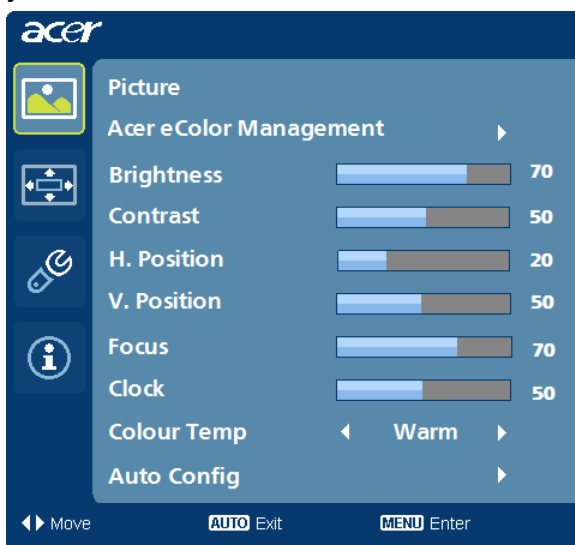 acer
Picture
Acer eColor Management
Brightness 70
Contrast 50
H. Position 20
V. Position 50
Focus 70
Clock 50
Colour Temp Warm
Auto Config
Move AUTO Exit MENU Enter